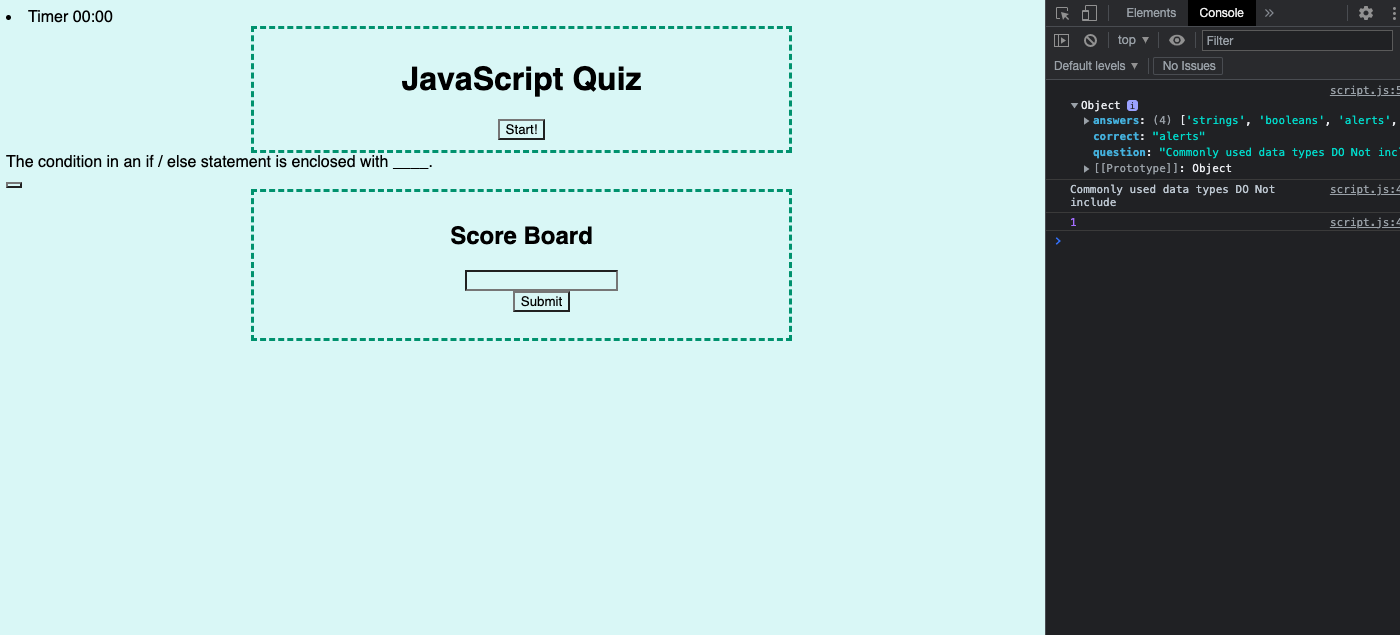 Timer 00:00
JavaScript Quiz
Start!
The condition in an if / else statement is enclosed with ____.
Score Board
Submit
Elements Console »
top ▼ Filter
Default levels ▼ No Issues
script.js:5
▼Object i
▶answers: (4) ['strings', 'booleans', 'alerts',
correct: "alerts"
question: "Commonly used data types DO Not incl
▶[[Prototype]]: Object
Commonly used data types DO Not script.js:4
include
1 script.js:4
›